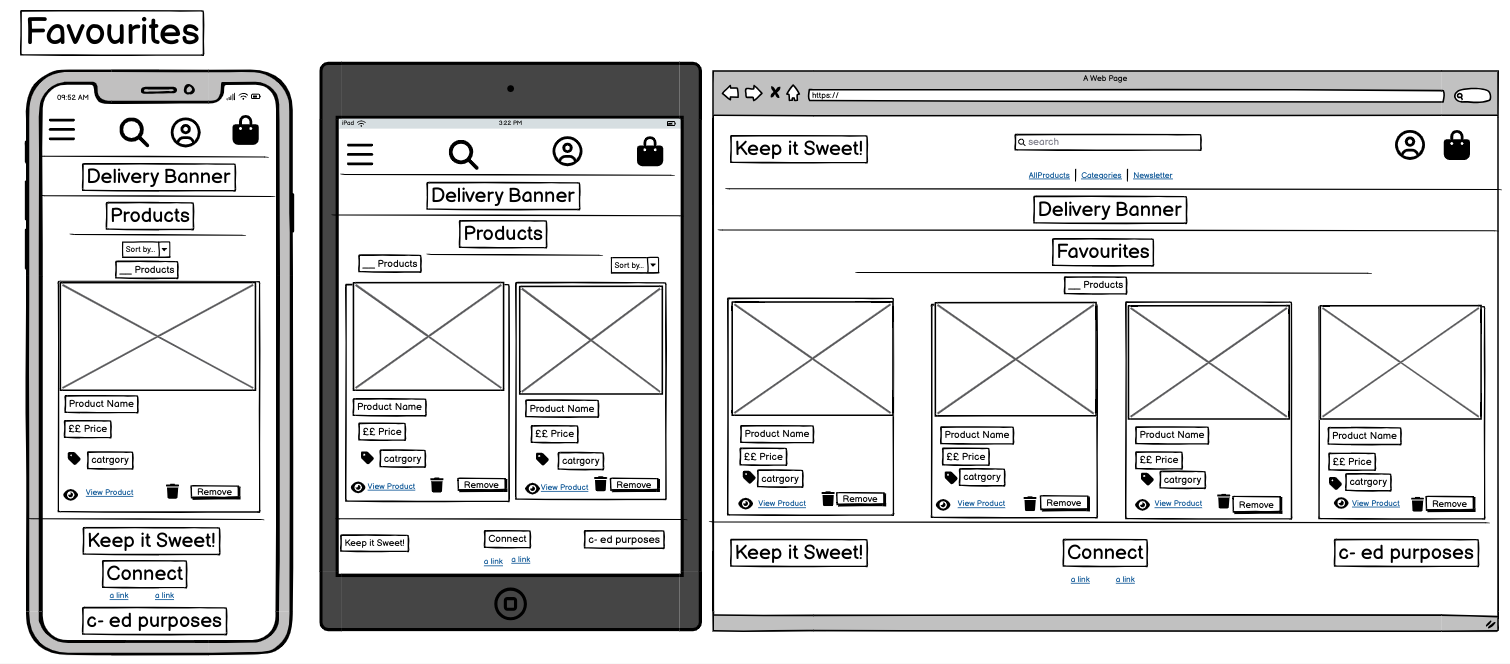 Favourites
09:52 AM
Delivery Banner
Products
Sort by...
__ Products
Product Name
££ Price
catrgory
View Product
Remove
Keep it Sweet!
Connect
a link a link
c- ed purposes
iPad 3:22 PM
Delivery Banner
Products
__ Products Sort by...
Product Name Product Name
££ Price ££ Price
catrgory catrgory
View Product Remove View Product Remove
Keep it Sweet! Connect c- ed purposes
a link a link
A Web Page
https://
Keep it Sweet! search
AllProducts Categories Newsletter
Delivery Banner
Favourites
__ Products
Product Name Product Name Product Name Product Name
££ Price ££ Price ££ Price ££ Price
catrgory catrgory catrgory catrgory
View Product Remove View Product Remove View Product Remove View Product Remove
Keep it Sweet! Connect c- ed purposes
a link a link